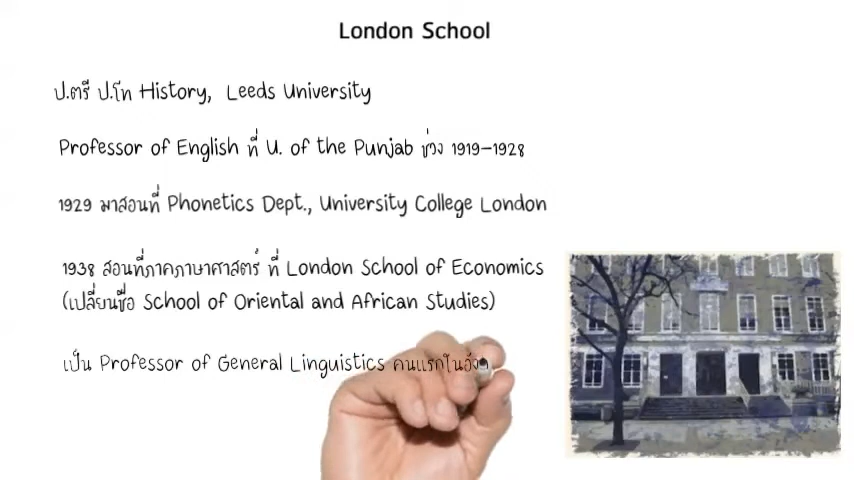 London School
ป.ตรี ป.โท History, Leeds University
Professor of English ที่ U. of the Punjab ช่วง 1919-1928
1929 มาสอนที่ Phonetics Dept., University College London
1938 สอนที่ภาคภาษาศาสตร์ ที่ London School of Economics
(เปลี่ยนชื่อ School of Oriental and African Studies)
เป็น Professor of General Linguistics คนแรกใน